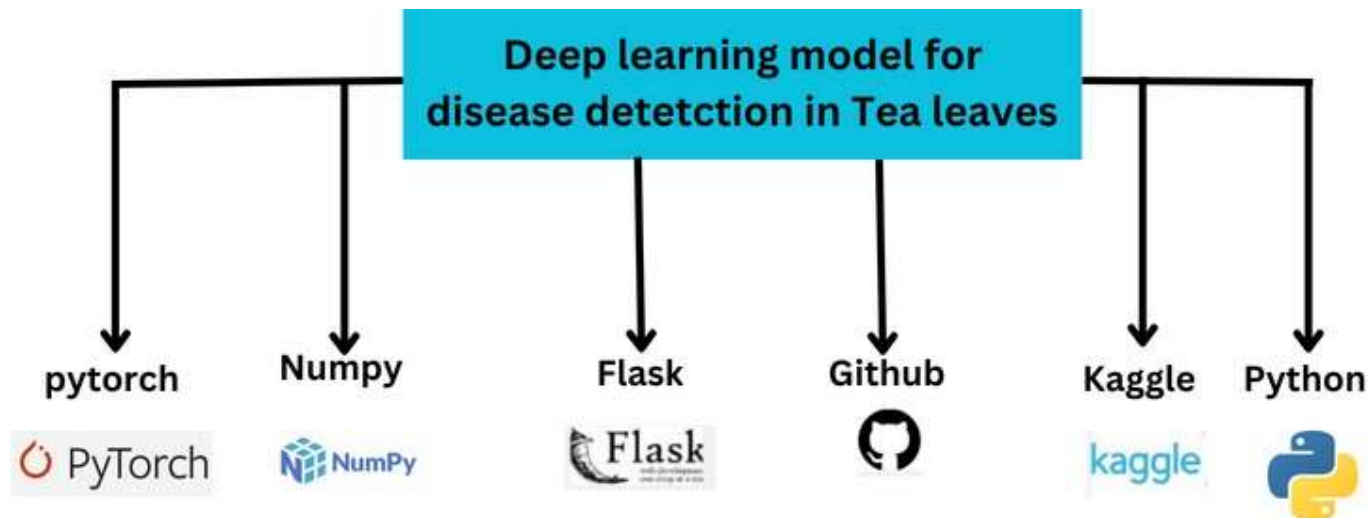 Deep learning model for
disease detetction in Tea leaves
pytorch
Numpy
Flask
Github
Kaggle
Python
PyTorch
NumPy
Flask
kaggle